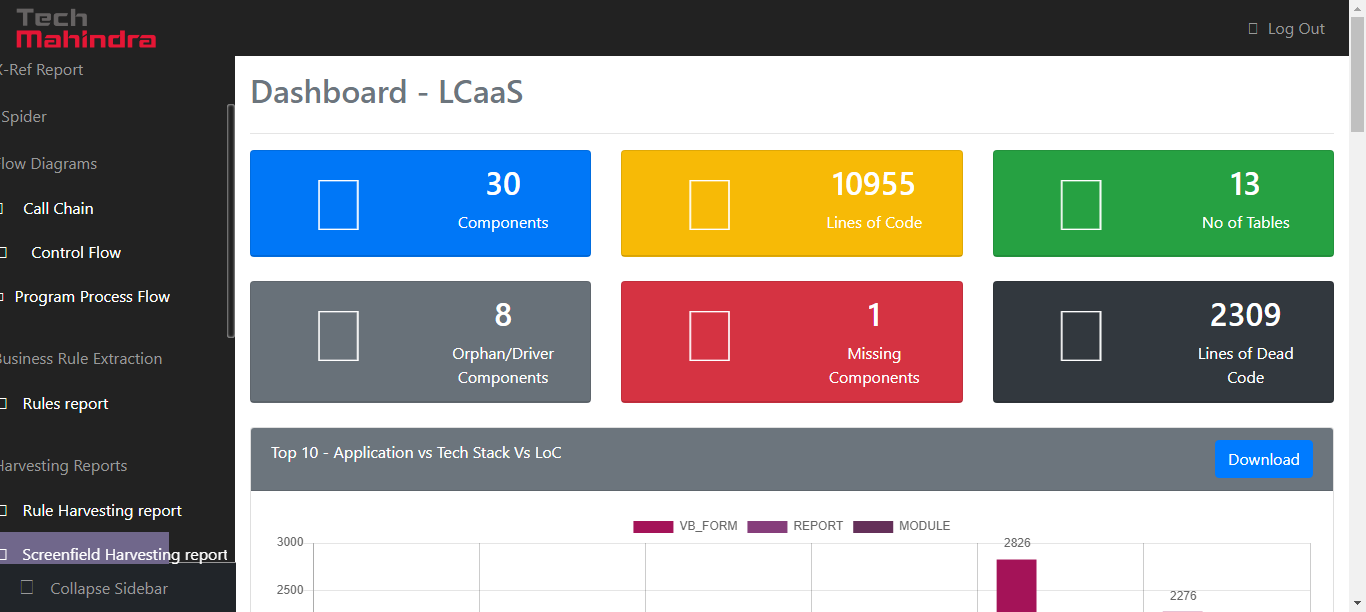 Tech
Mahindra
Log Out
X-Ref Report
Spider
Flow Diagrams
Call Chain
Control Flow
Program Process Flow
Business Rule Extraction
Rules report
Harvesting Reports
Rule Harvesting report
Screenfield Harvesting report
Collapse Sidebar
Dashboard - LCaaS
30
Components
10955
Lines of Code
13
No of Tables
8
Orphan/Driver
Components
1
Missing
Components
2309
Lines of Dead
Code
Top 10 - Application vs Tech Stack Vs LoC
Download
VB_FORM REPORT MODULE
3000
2826
2500
2276